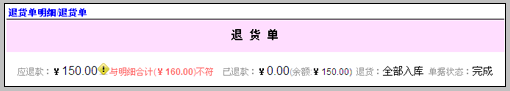 退货单明细/退货单
退 货 单
应退款：￥150.00 与明细合计(￥160.00)不符 已退款：￥0.00(余额:￥150.00) 退货：全部入库 单据状态：完成